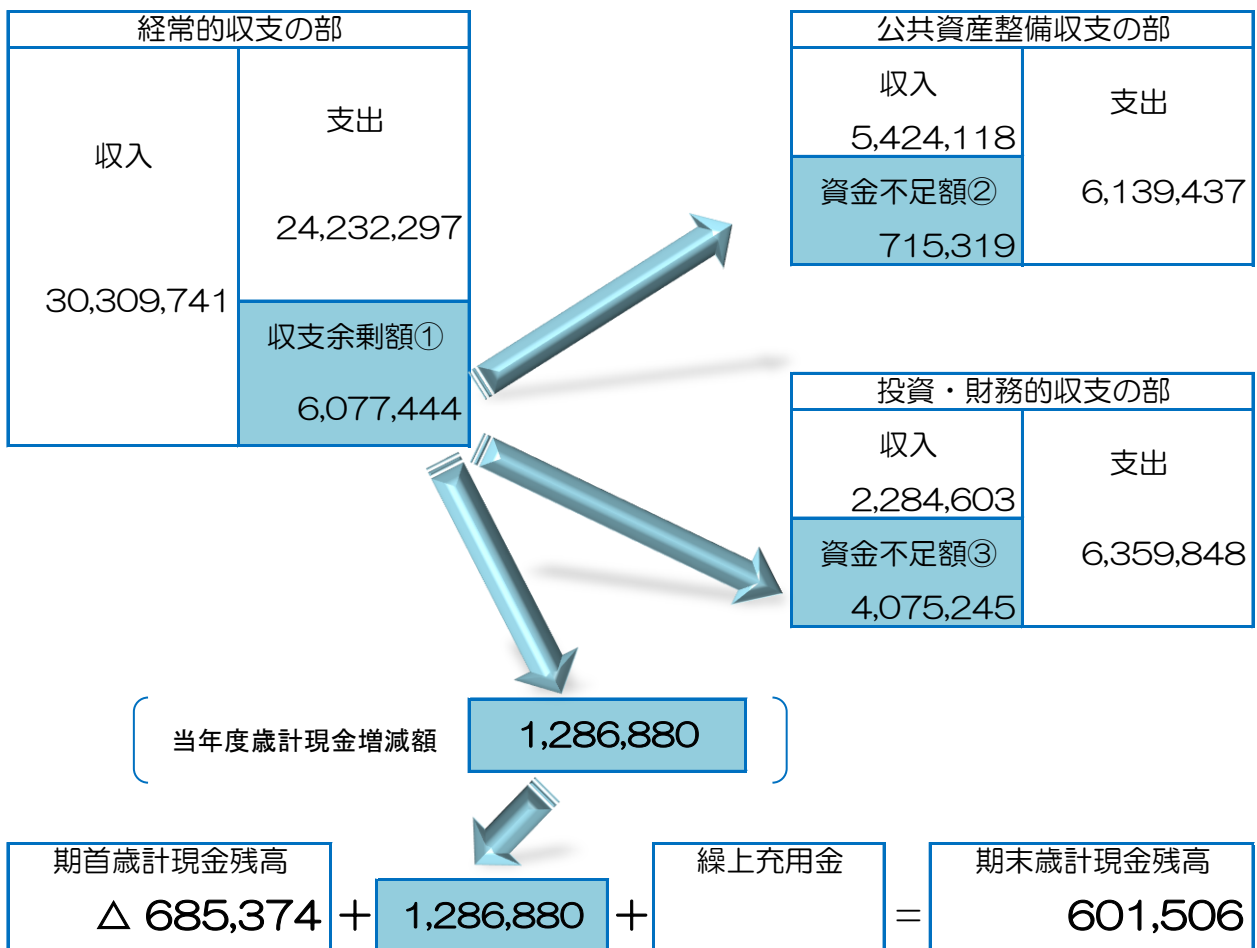 経常的収支の部
収入
30,309,741
支出
24,232,297
収支余剰額①
6,077,444
公共資産整備収支の部
収入
5,424,118
資金不足額②
715,319
支出
6,139,437
投資・財務的収支の部
収入
2,284,603
資金不足額③
4,075,245
支出
6,359,848
当年度歳計現金増減額 1,286,880
期首歳計現金残高 繰上充用金 期末歳計現金残高
△ 685,374 + 1,286,880 + = 601,506